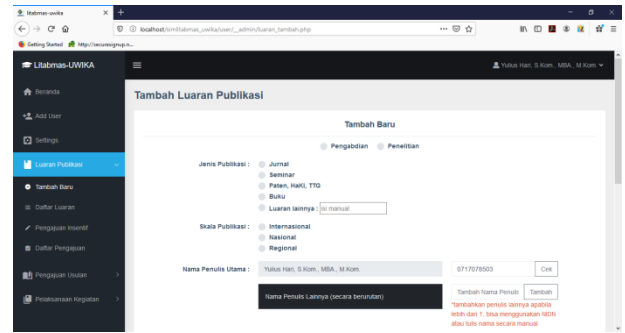 litabmas-uwika
localhost/simlitabmas_uwika/user/__admin/luaran_tambah.php
Getting Started
Litabmas-UWIKA
Yulius Hari, S.Kom., MBA., M.Kom.
Beranda
Add User
Settings
Luaran Publikasi
Tambah Baru
Daftar Luaran
Pengajuan Insentif
Daftar Pengajuan
Pengajuan Usulan
Pelaksanaan Kegiatan
Tambah Luaran Publikasi
Tambah Baru
Pengabdian Penelitian
Jenis Publikasi : Jurnal
Seminar
Paten, HaKI, TTG
Buku
Luaran lainnya : isi manual
Skala Publikasi : Internasional
Nasional
Regional
Nama Penulis Utama : Yulius Hari, S.Kom., MBA., M.Kom. 0717078503 Cek
Nama Penulis Lainnya (secara berurutan) Tambah Nama Penulis Tambah
*tambahkan penulis lainnya apabila
lebih dari 1, bisa menggunakan NIDN
atau tulis nama secara manual